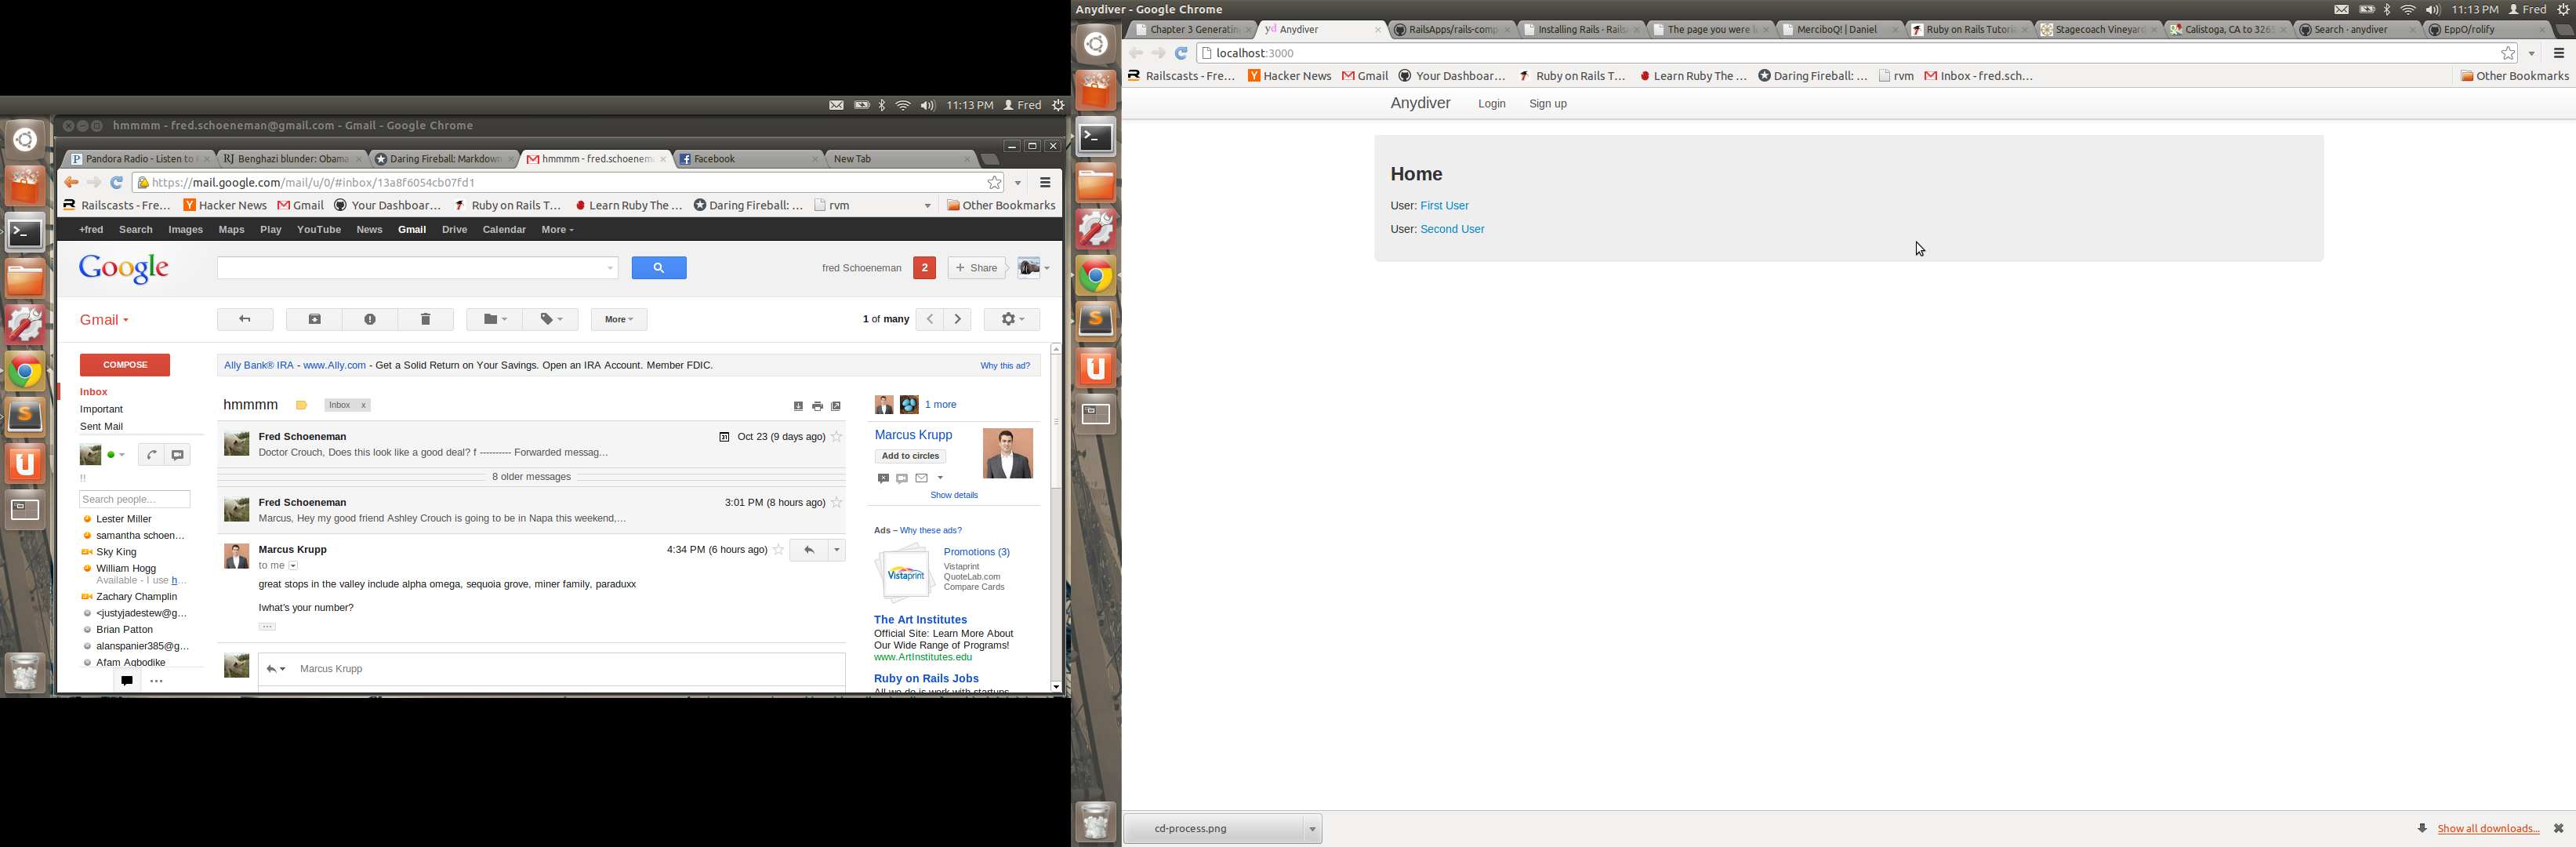 11:13 PM Fred
hmmmm - fred.schoeneman@gmail.com - Gmail - Google Chrome
Pandora Radio - Listen to
Benghazi blunder: Obama
Daring Fireball: Markdown
hmmmm - fred.schoenem
Facebook
New Tab
https://mail.google.com/mail/u/0/#inbox/13a8f6054cb07fd1
Railscasts - Fre...
Hacker News
Gmail
Your Dashboar...
Ruby on Rails T...
Learn Ruby The ...
Daring Fireball: ...
rvm
Other Bookmarks
+fred Search Images Maps Play YouTube News Gmail Drive Calendar More
Google
fred Schoeneman 2 + Share
Gmail
More
1 of many
COMPOSE
Inbox
Important
Sent Mail
!!
Search people...
Lester Miller
samantha schoen...
Sky King
William Hogg
Available - I use h...
Zachary Champlin
<justyjadestew@g...
Brian Patton
alanspanier385@g...
Afam Agbodike
Ally Bank® IRA - www.Ally.com - Get a Solid Return on Your Savings. Open an IRA Account. Member FDIC.
Why this ad?
hmmmm Inbox x
Fred Schoeneman Oct 23 (9 days ago)
Doctor Crouch, Does this look like a good deal? f ---------- Forwarded messag...
8 older messages
Fred Schoeneman 3:01 PM (8 hours ago)
Marcus, Hey my good friend Ashley Crouch is going to be in Napa this weekend,...
Marcus Krupp 4:34 PM (6 hours ago)
to me
great stops in the valley include alpha omega, sequoia grove, miner family, paraduxx
Iwhat's your number?
...
Marcus Krupp
1 more
Marcus Krupp
Add to circles
Show details
Ads – Why these ads?
Vistaprint
Promotions (3)
Vistaprint
QuoteLab.com
Compare Cards
The Art Institutes
Official Site: Learn More About
Our Wide Range of Programs!
www.ArtInstitutes.edu
Ruby on Rails Jobs
All we do is work with startups
Anydiver - Google Chrome
11:13 PM Fred
Chapter 3 Generatin
yd Anydiver
RailsApps/rails-comp
Installing Rails · Rails
The page you were l
MerciboQ! | Daniel
Ruby on Rails Tutoria
Stagecoach Vineyard
Calistoga, CA to 3265
Search · anydiver
EppO/rolify
localhost:3000
Railscasts - Fre...
Hacker News
Gmail
Your Dashboar...
Ruby on Rails T...
Learn Ruby The ...
Daring Fireball: ...
rvm
Inbox - fred.sch...
Other Bookmarks
Anydiver Login Sign up
Home
User: First User
User: Second User
cd-process.png
Show all downloads...